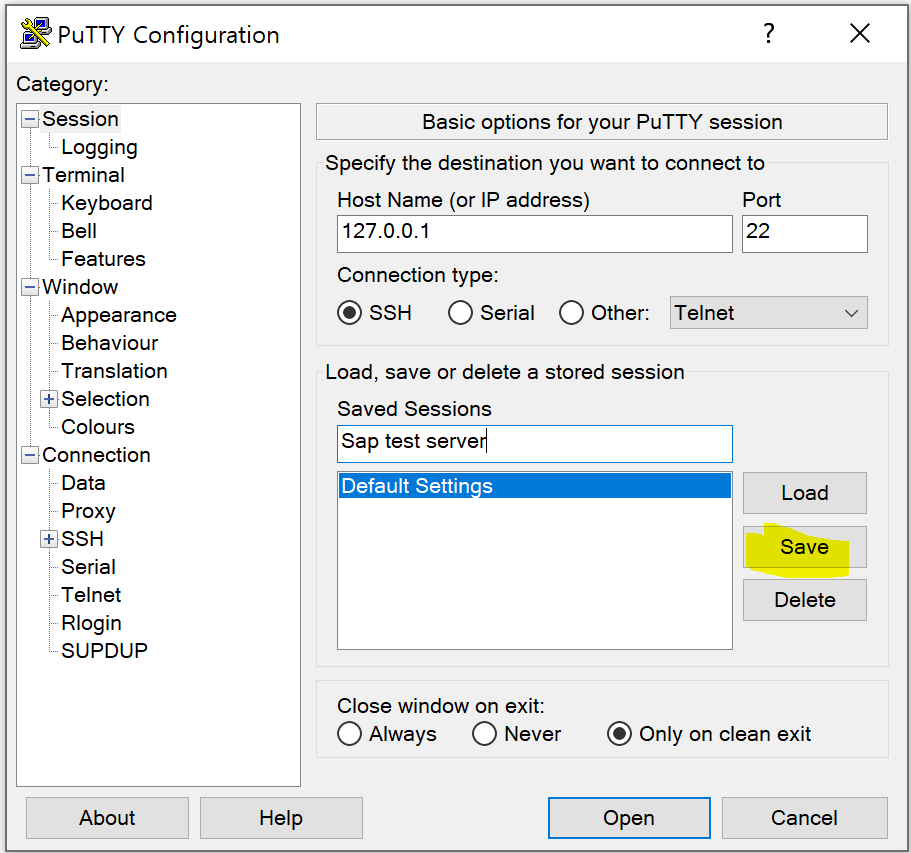 PuTTY Configuration
?
Category:
Session
Logging
Terminal
Keyboard
Bell
Features
Window
Appearance
Behaviour
Translation
Selection
Colours
Connection
Data
Proxy
SSH
Serial
Telnet
Rlogin
SUPDUP
Basic options for your PuTTY session
Specify the destination you want to connect to
Host Name (or IP address) Port
127.0.0.1 22
Connection type:
SSH Serial Other: Telnet
Load, save or delete a stored session
Saved Sessions
Sap test server
Default Settings
Load
Save
Delete
Close window on exit:
Always Never Only on clean exit
About Help Open Cancel